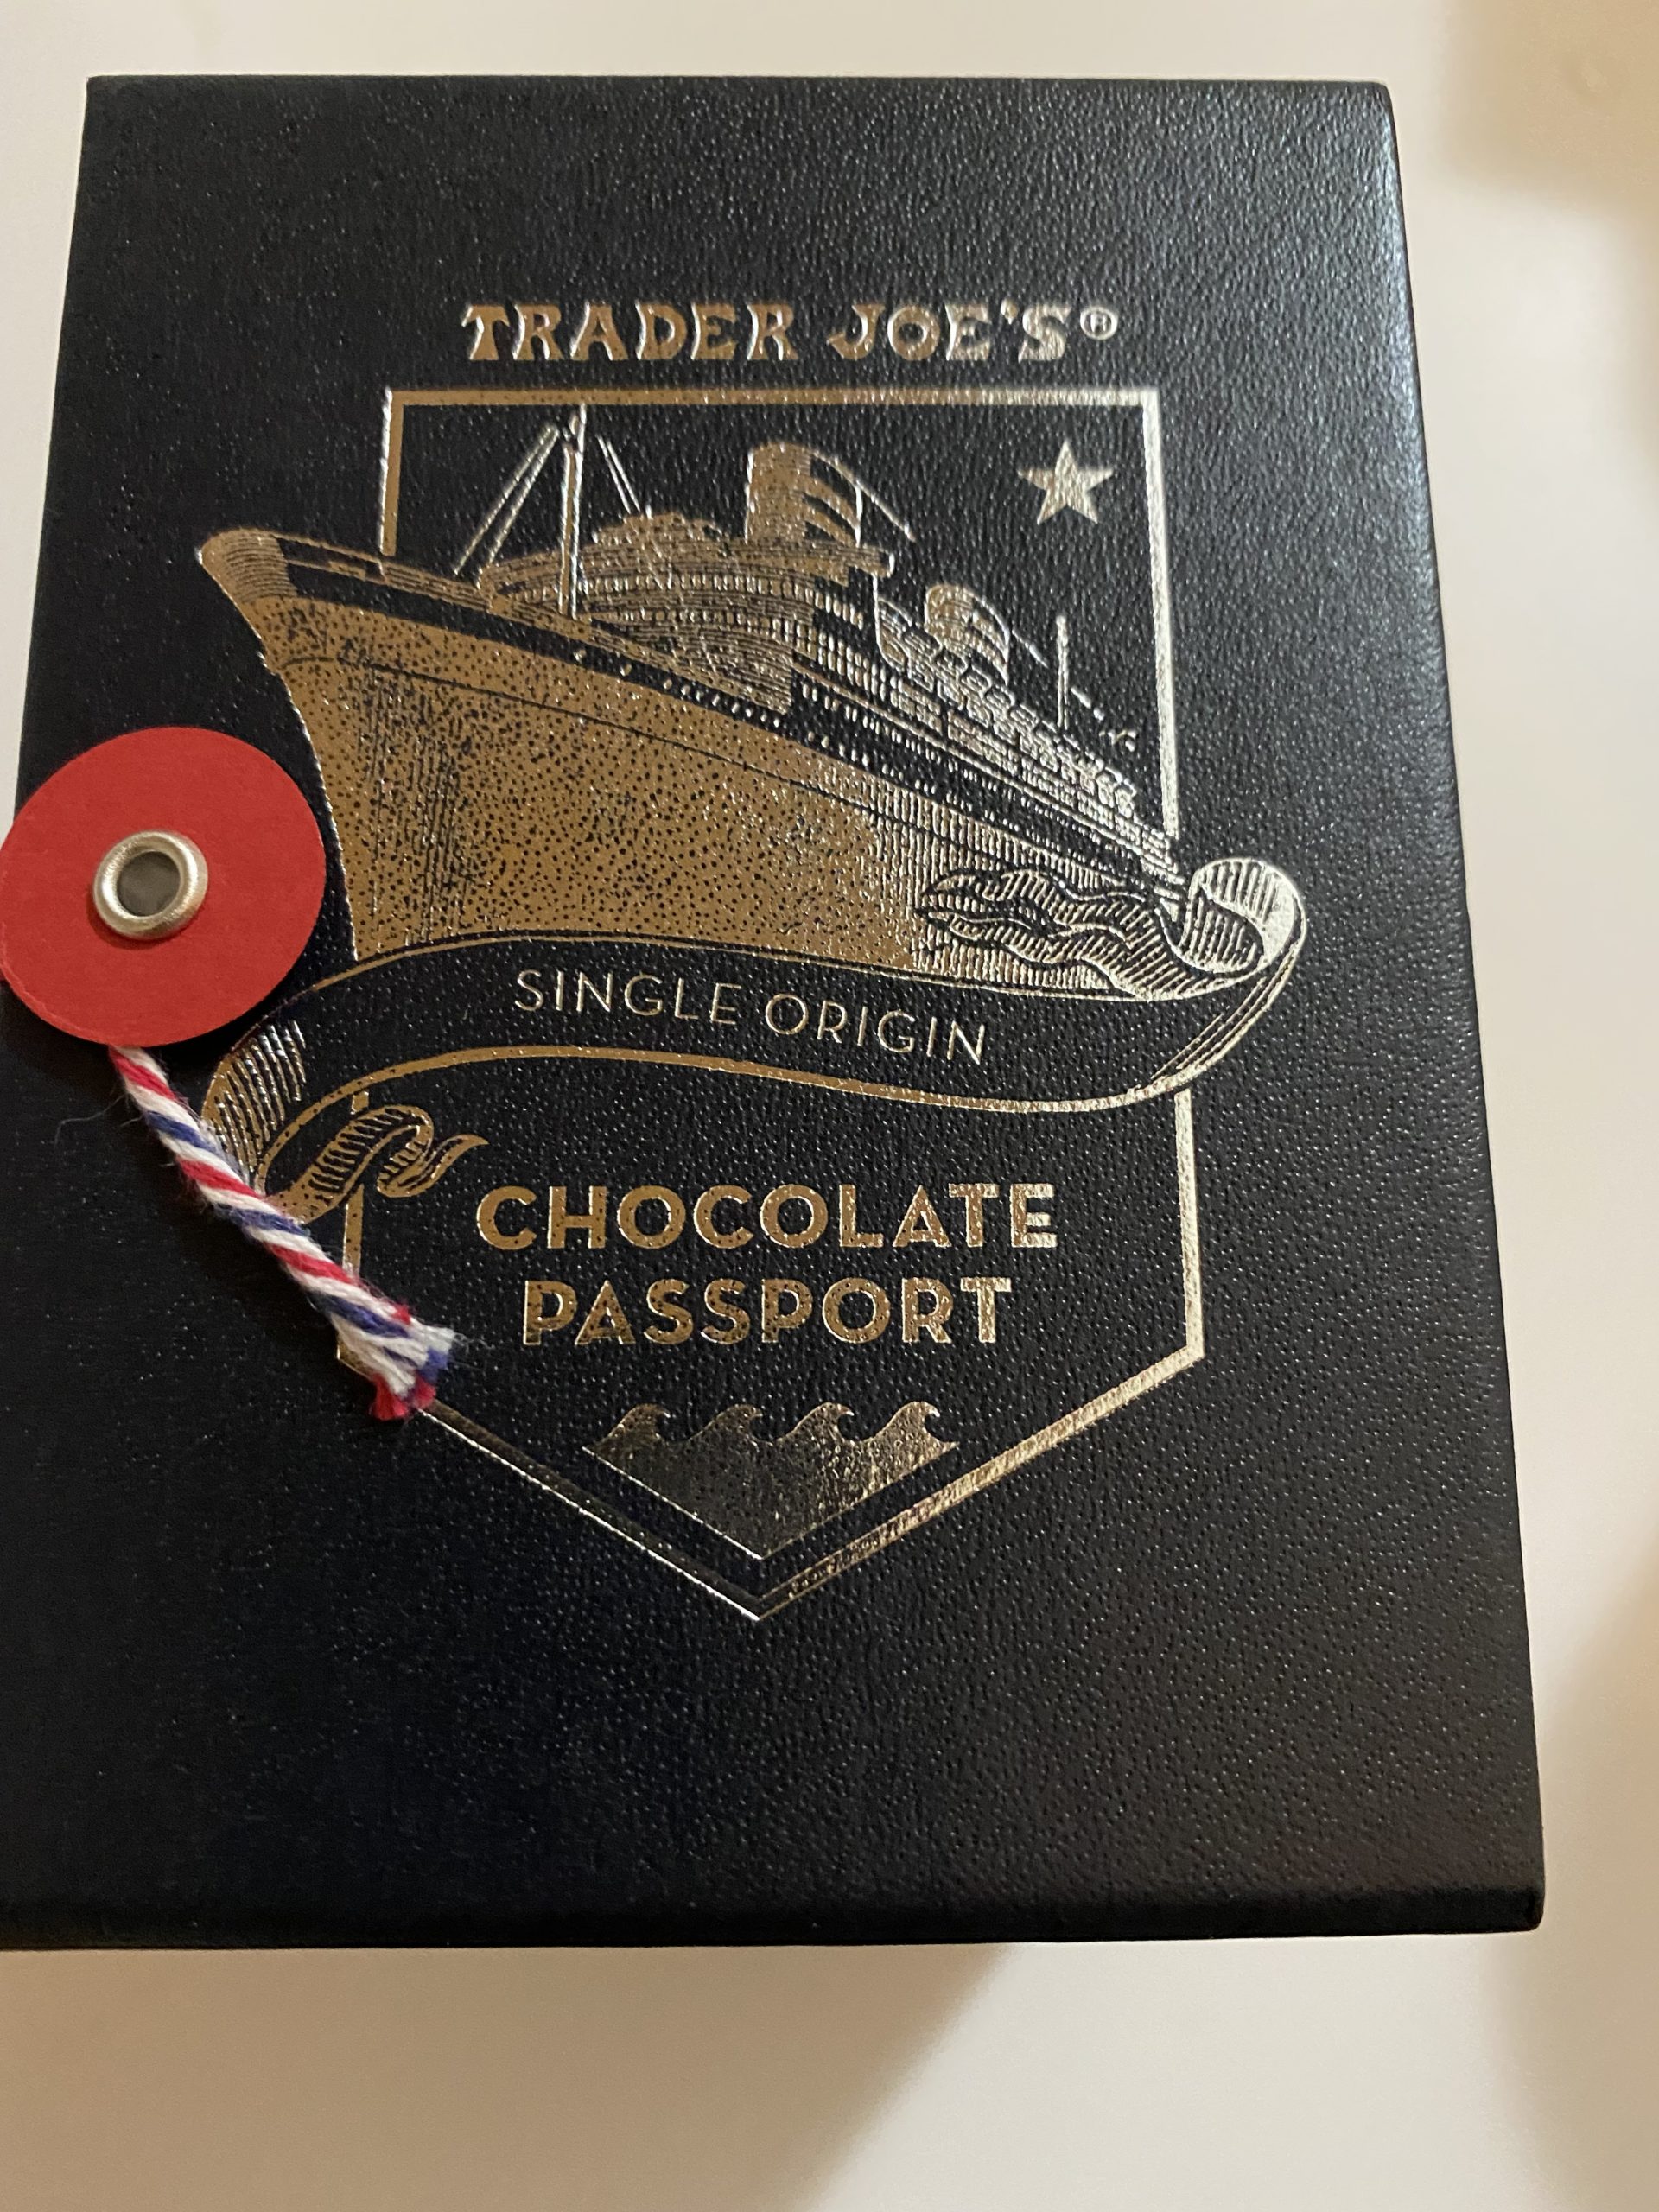 TRADER JOE'S®
SINGLE ORIGIN
CHOCOLATE
PASSPORT